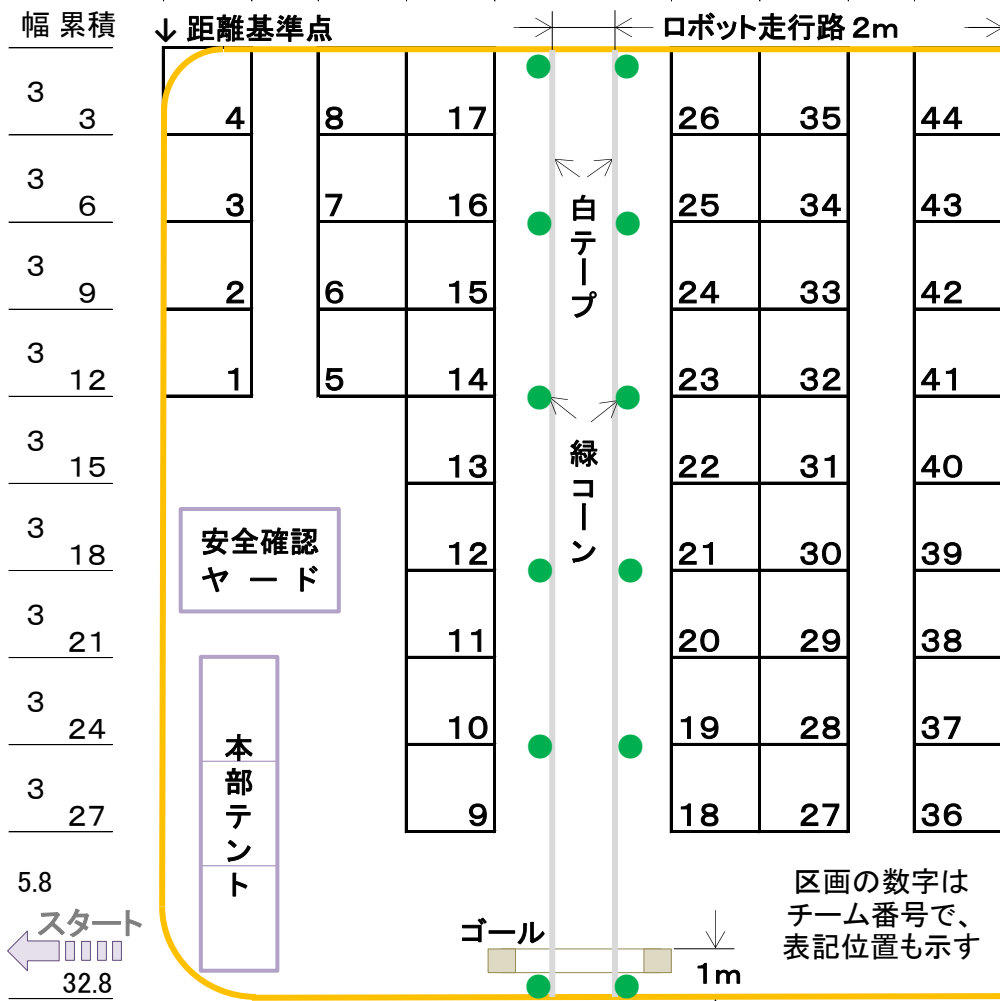 幅 累積 ↓ 距離基準点 ロボット走行路 2m
3
3 4 8 17 26 35 44
3
6 3 7 16 25 34 43
白テープ
3
9 2 6 15 24 33 42
3
12 1 5 14 23 32 41
緑コーン
3
15 13 22 31 40
安全確認
ヤード
3
18 12 21 30 39
3
21 11 20 29 38
3
24 10 19 28 37
本部テント
3
27 9 18 27 36
5.8
区画の数字は
チーム番号で、
表記位置も示す
スタート
ゴール
1m
32.8